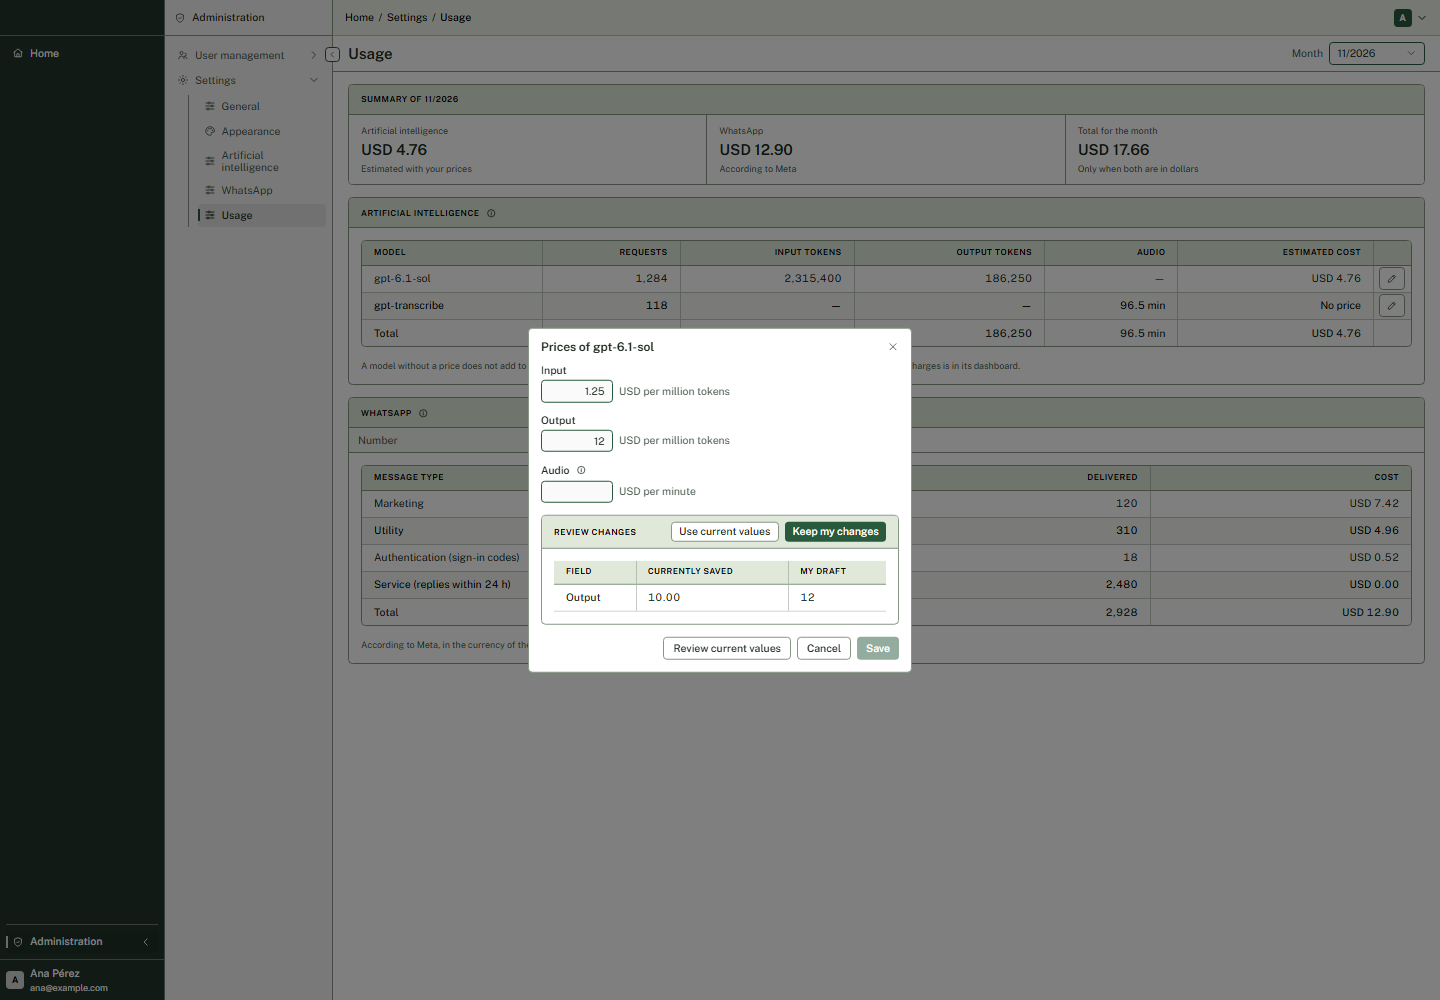 Administration
Home / Settings / Usage
A
Home
User management
Usage
Month
11/2026
Settings
General
Appearance
Artificial
intelligence
WhatsApp
Usage
SUMMARY OF 11/2026
Artificial intelligence
USD 4.76
Estimated with your prices
WhatsApp
USD 12.90
According to Meta
Total for the month
USD 17.66
Only when both are in dollars
ARTIFICIAL INTELLIGENCE
MODEL REQUESTS INPUT TOKENS OUTPUT TOKENS AUDIO ESTIMATED COST
gpt-6.1-sol 1,284 2,315,400 186,250 — USD 4.76
gpt-transcribe 118 — — 96.5 min No price
Total 186,250 96.5 min USD 4.76
A model without a price does not add to
harges is in its dashboard.
WHATSAPP
Number
MESSAGE TYPE DELIVERED COST
Marketing 120 USD 7.42
Utility 310 USD 4.96
Authentication (sign-in codes) 18 USD 0.52
Service (replies within 24 h) 2,480 USD 0.00
Total 2,928 USD 12.90
According to Meta, in the currency of the
Prices of gpt-6.1-sol
Input
1.25 USD per million tokens
Output
12 USD per million tokens
Audio
USD per minute
REVIEW CHANGES
Use current values
Keep my changes
FIELD CURRENTLY SAVED MY DRAFT
Output 10.00 12
Review current values
Cancel
Save
Administration
A
Ana Pérez
ana@example.com